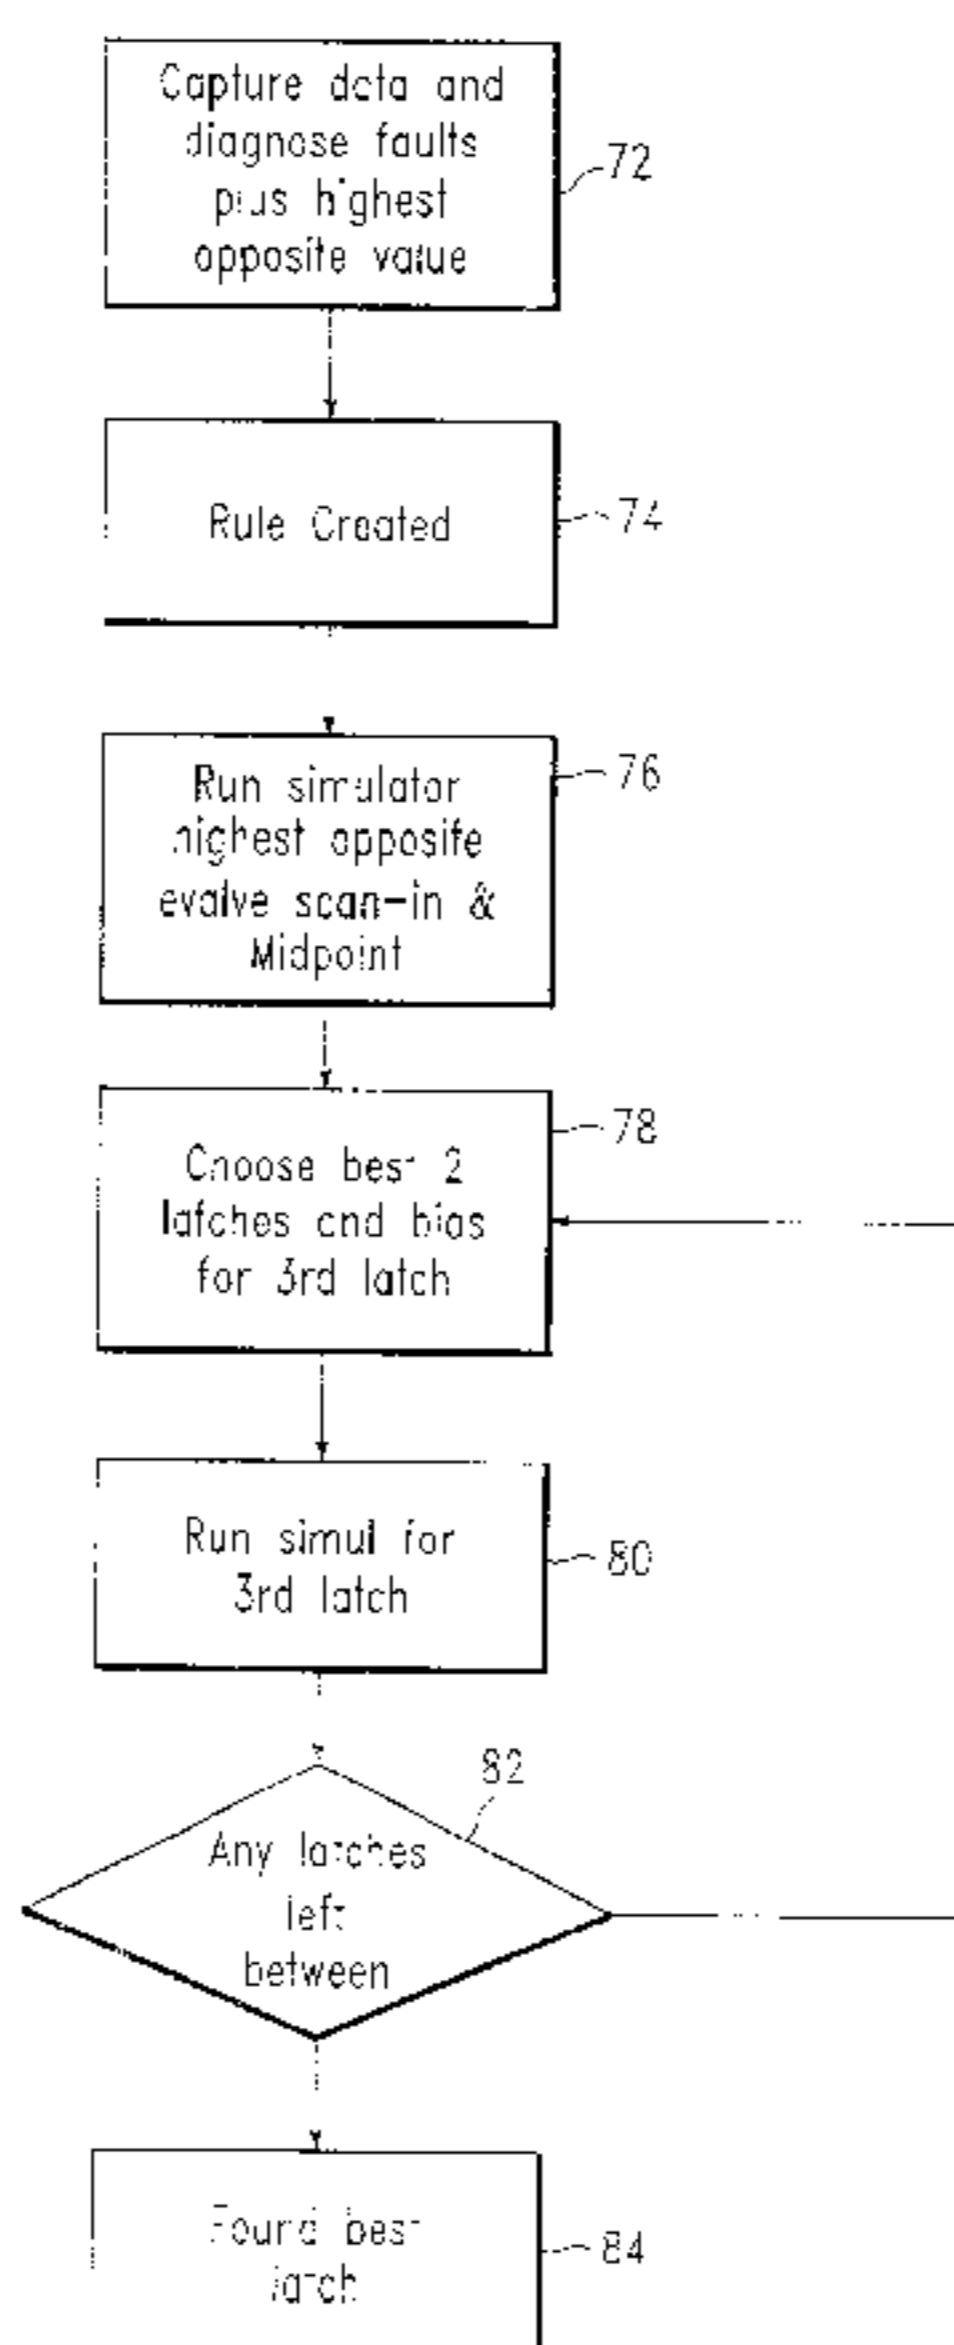 Capture data and
diagnose faults
plus highest
opposite value
72
Rule Created
74
Run simulator
highest opposite
evalve scan-in &
Midpoint
76
Choose best 2
latches and bias
for 3rd latch
78
Run simul for
3rd latch
80
82
Any latches
left
between
Found best
latch
84